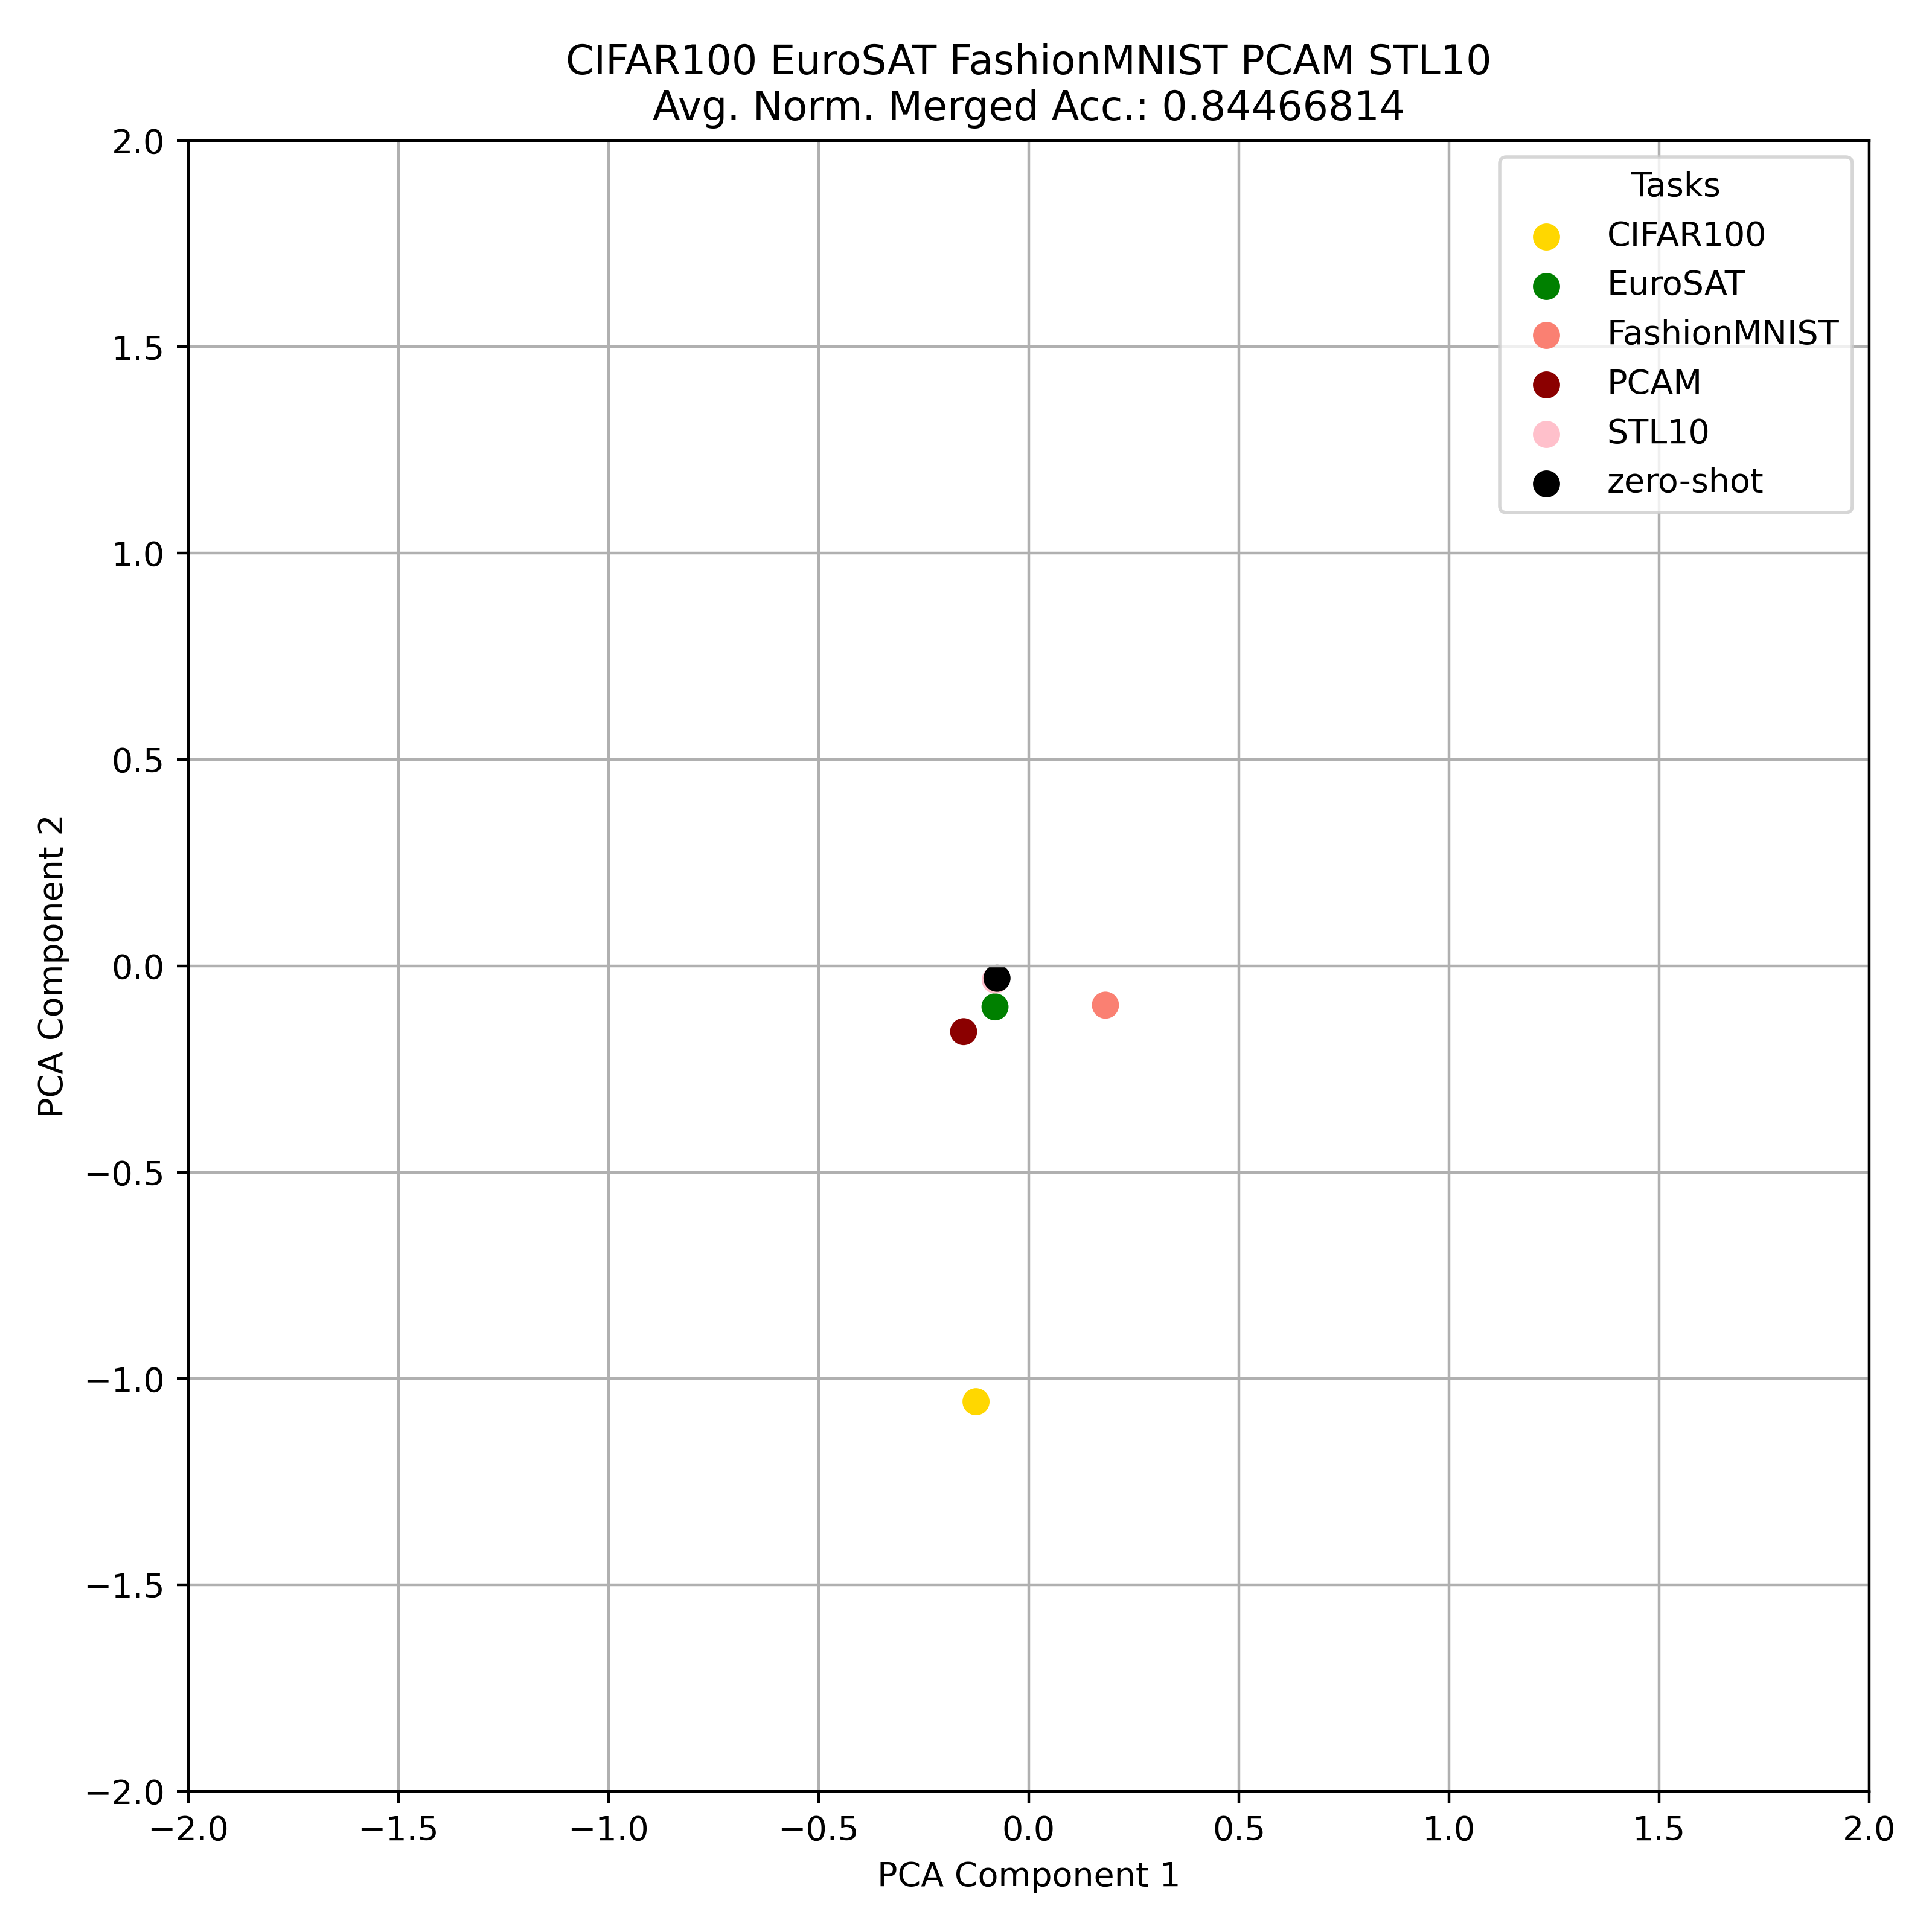 CIFAR100 EuroSAT FashionMNIST PCAM STL10
Avg. Norm. Merged Acc.: 0.84466814
Tasks
CIFAR100
EuroSAT
FashionMNIST
PCAM
STL10
zero-shot
2.0
1.5
1.0
0.5
0.0
−0.5
−1.0
−1.5
−2.0
PCA Component 2
−2.0 −1.5 −1.0 −0.5 0.0 0.5 1.0 1.5 2.0
PCA Component 1